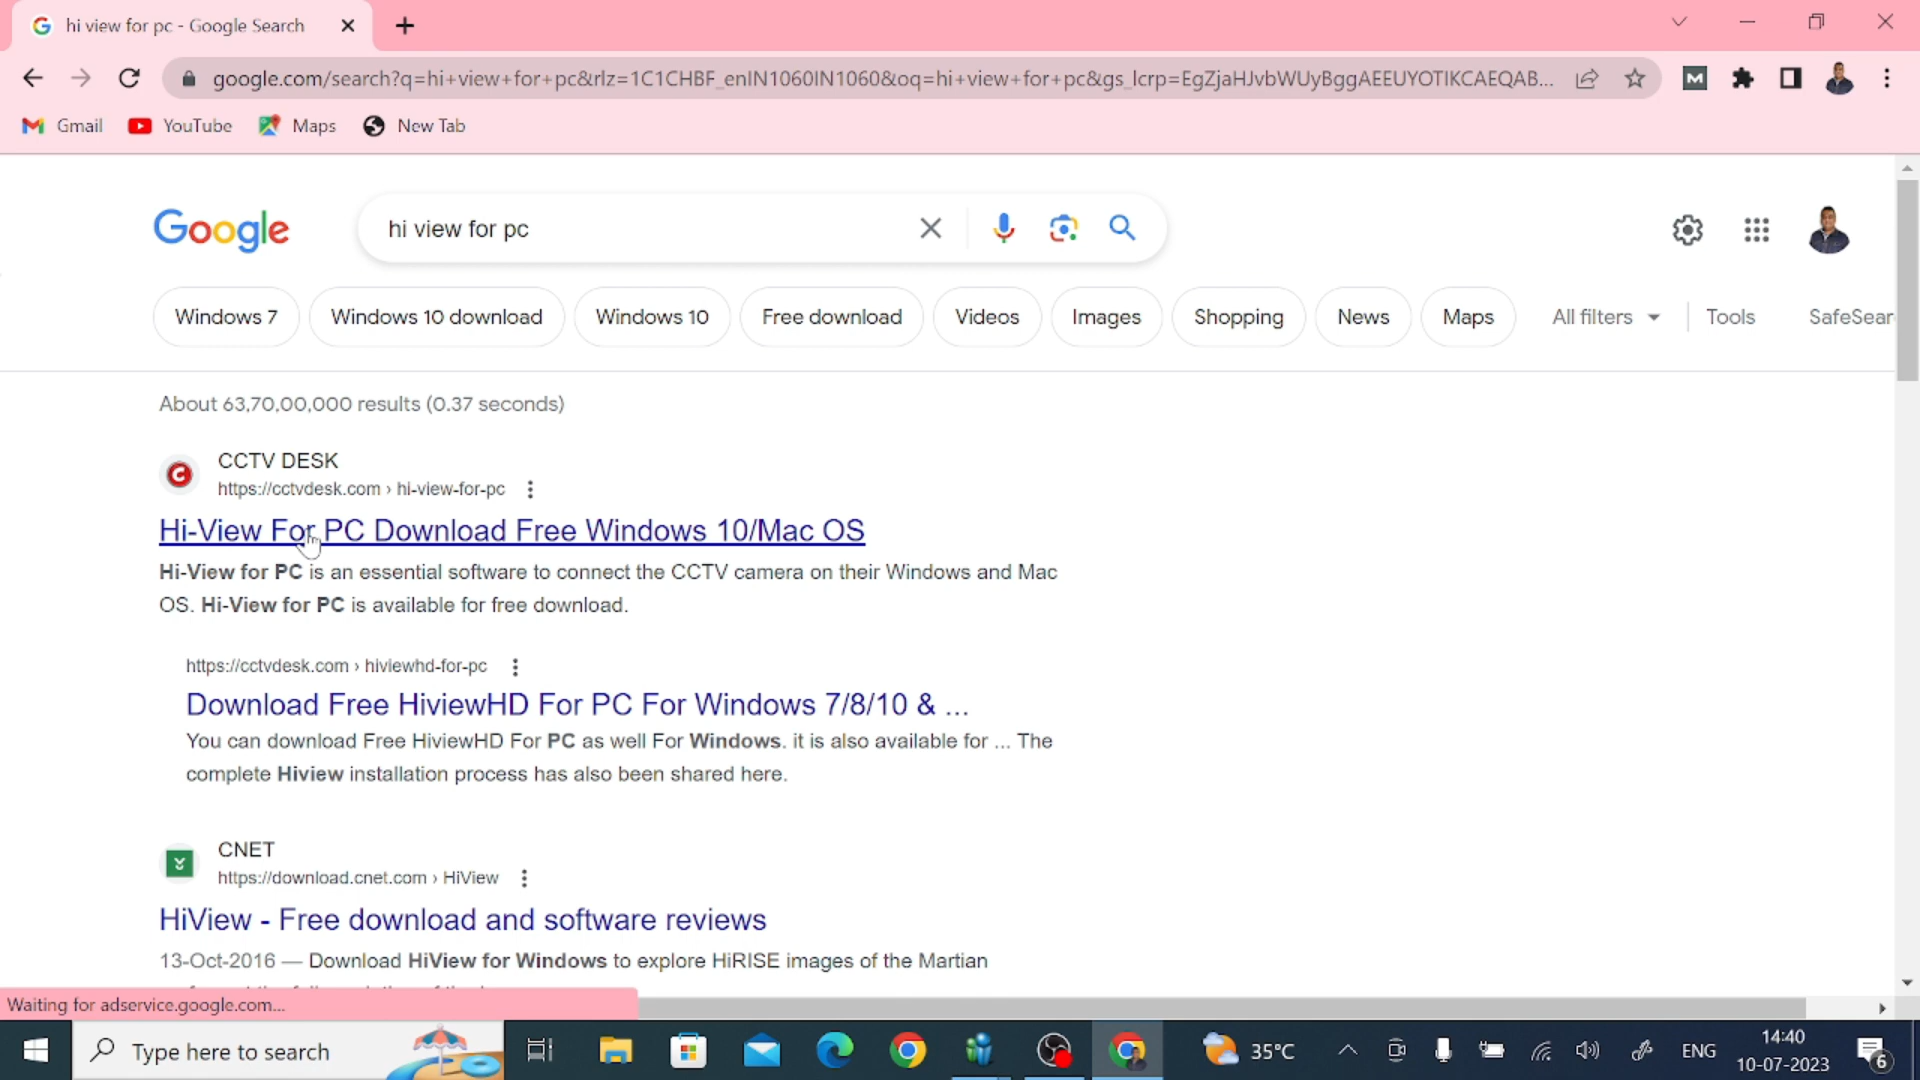 hi view for pc - Google Search
google.com/search?q=hi+view+for+pc&rlz=1C1CHBF_enIN1060IN1060&oq=hi+view+for+pc&gs_lcrp=EgZjaHJvbWUyBggAEEUYOTIKCAEQAB...
Gmail
YouTube
Maps
New Tab
Google
hi view for pc
Windows 7
Windows 10 download
Windows 10
Free download
Videos
Images
Shopping
News
Maps
All filters
Tools
SafeSear
About 63,70,00,000 results (0.37 seconds)
CCTV DESK
https://cctvdesk.com › hi-view-for-pc
Hi-View For PC Download Free Windows 10/Mac OS
Hi-View for PC is an essential software to connect the CCTV camera on their Windows and Mac
OS. Hi-View for PC is available for free download.
https://cctvdesk.com › hiviewhd-for-pc
Download Free HiviewHD For PC For Windows 7/8/10 & ...
You can download Free HiviewHD For PC as well For Windows. it is also available for ... The
complete Hiview installation process has also been shared here.
CNET
https://download.cnet.com › HiView
HiView - Free download and software reviews
13-Oct-2016 — Download HiView for Windows to explore HiRISE images of the Martian
Waiting for adservice.google.com...
Type here to search
35°C
ENG
14:40
10-07-2023
6